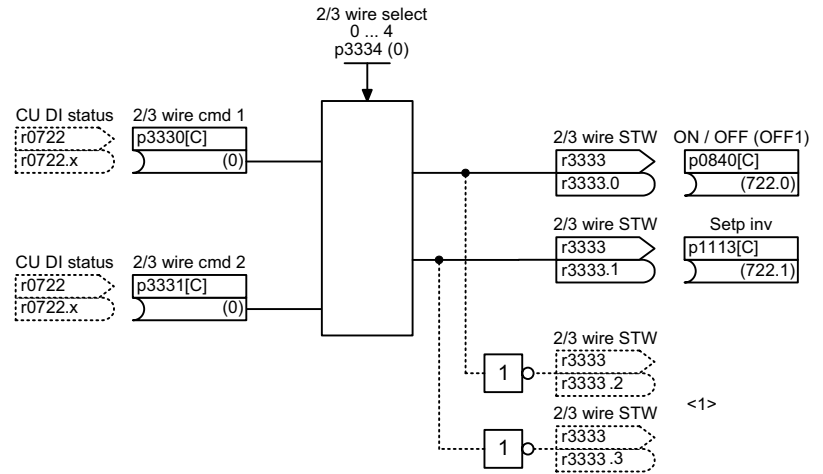 2/3 wire select
0 ... 4
p3334 (0)
CU DI status
r0722
r0722.x
2/3 wire cmd 1
p3330[C]
(0)
2/3 wire STW
r3333
r3333.0
ON / OFF (OFF1)
p0840[C]
(722.0)
2/3 wire STW
r3333
r3333.1
Setp inv
p1113[C]
(722.1)
CU DI status
r0722
r0722.x
2/3 wire cmd 2
p3331[C]
(0)
2/3 wire STW
r3333
r3333 .2
1
<1>
2/3 wire STW
r3333
r3333 .3
1